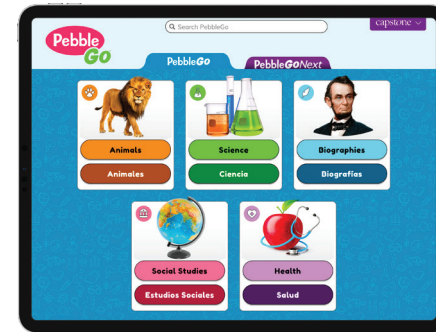 Search PebbleGo
capstone
Pebble
GO
PebbleGo
PebbleGONext
Animals
Animales
Science
Ciencia
Biographies
Biografías
Social Studies
Estudios Sociales
Health
Salud